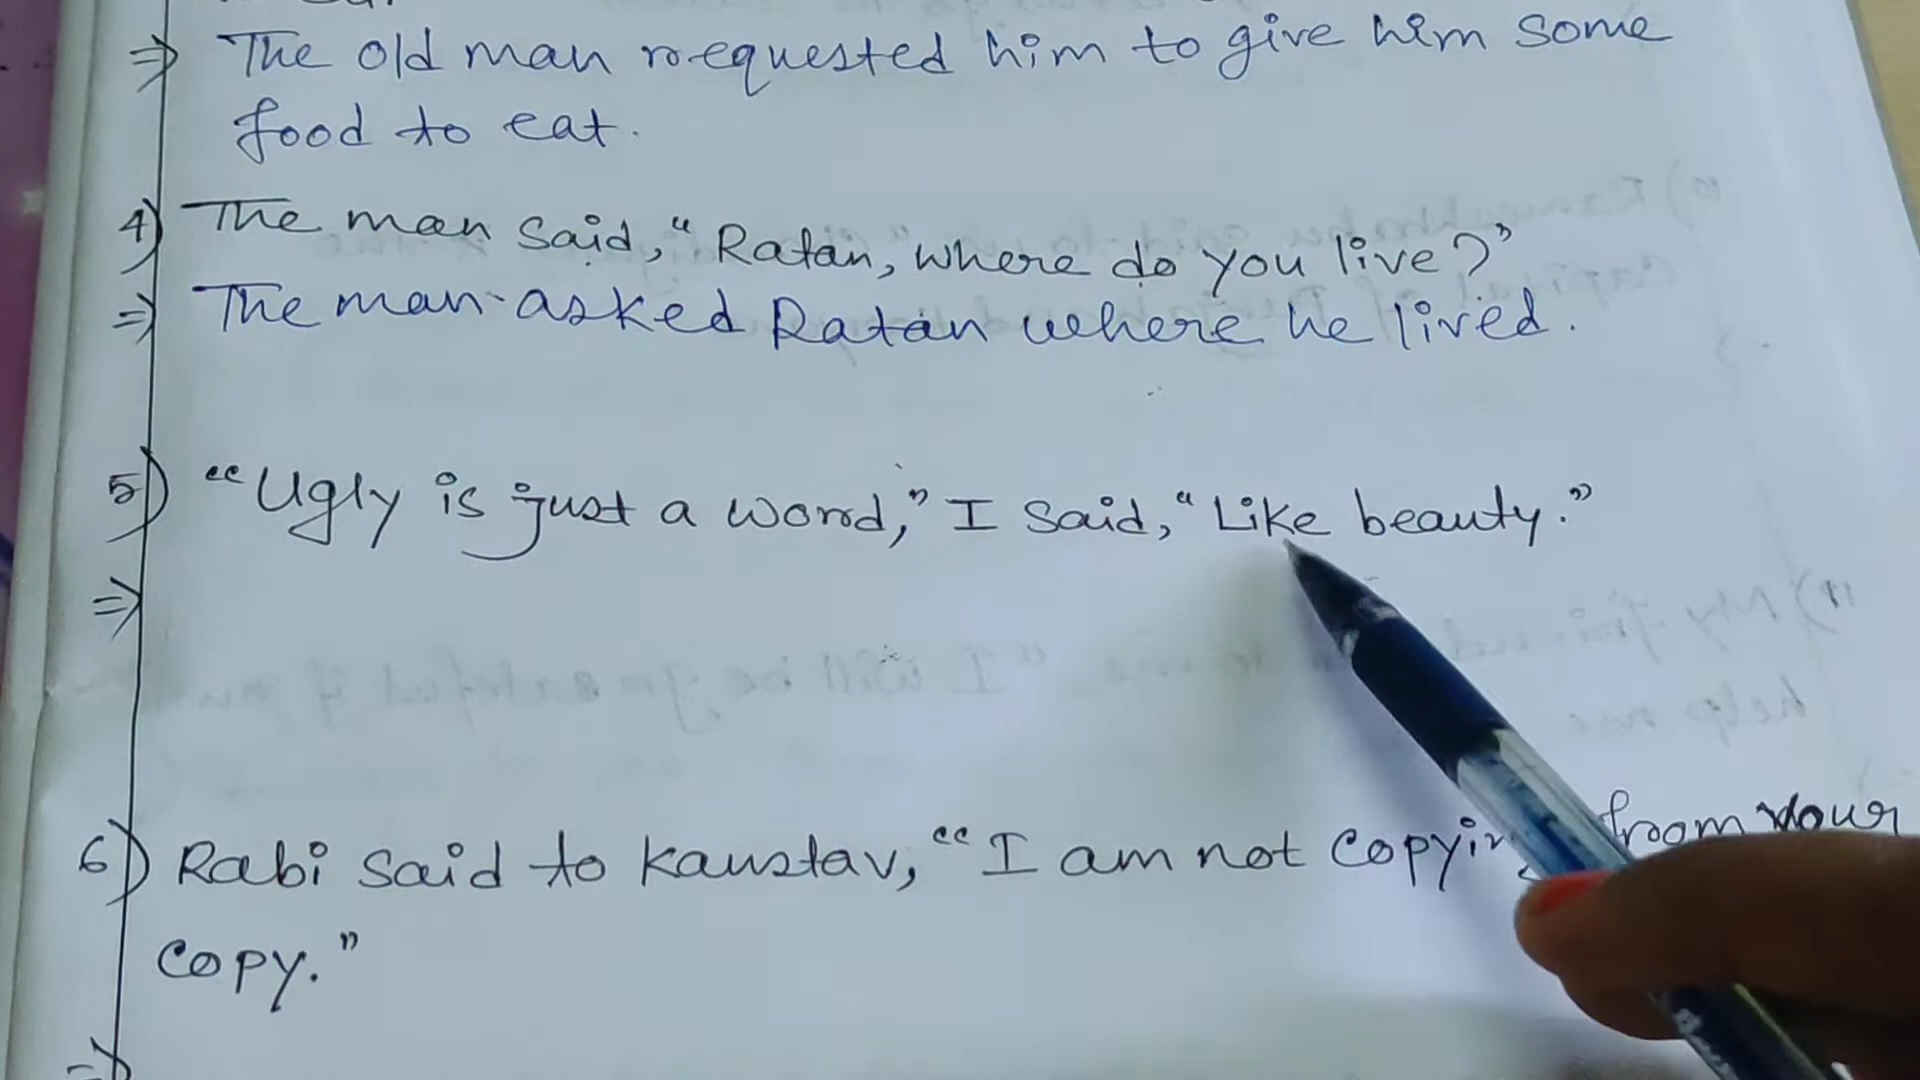 ⇒ The old man requested him to give him some
food to eat.
4) The man said, “Ratan, where do you live?”
⇒ The man asked Ratan where he lived.
5) “Ugly is just a word,” I said, “Like beauty.”
⇒
6) Rabi said to Kaustav, “I am not from your
copy.”
⇒